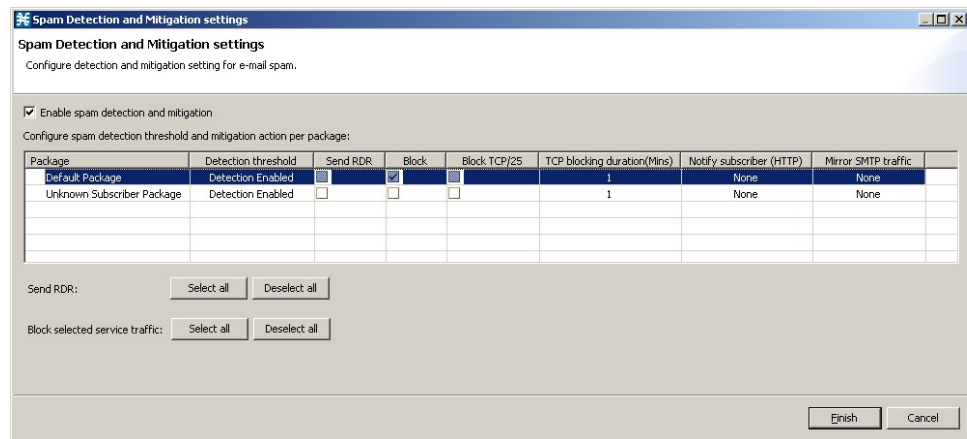 Spam Detection and Mitigation settings
Spam Detection and Mitigation settings
Configure detection and mitigation setting for e-mail spam.
Enable spam detection and mitigation
Configure spam detection threshold and mitigation action per package:
Package Detection threshold Send RDR Block Block TCP/25 TCP blocking duration(Mins) Notify subscriber (HTTP) Mirror SMTP traffic
Default Package Detection Enabled 1 None None
Unknown Subscriber Package Detection Enabled 1 None None
Send RDR: Select all Deselect all
Block selected service traffic: Select all Deselect all
Finish Cancel